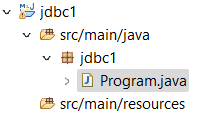 jdbc1
src/main/java
jdbc1
Program.java
src/main/resources